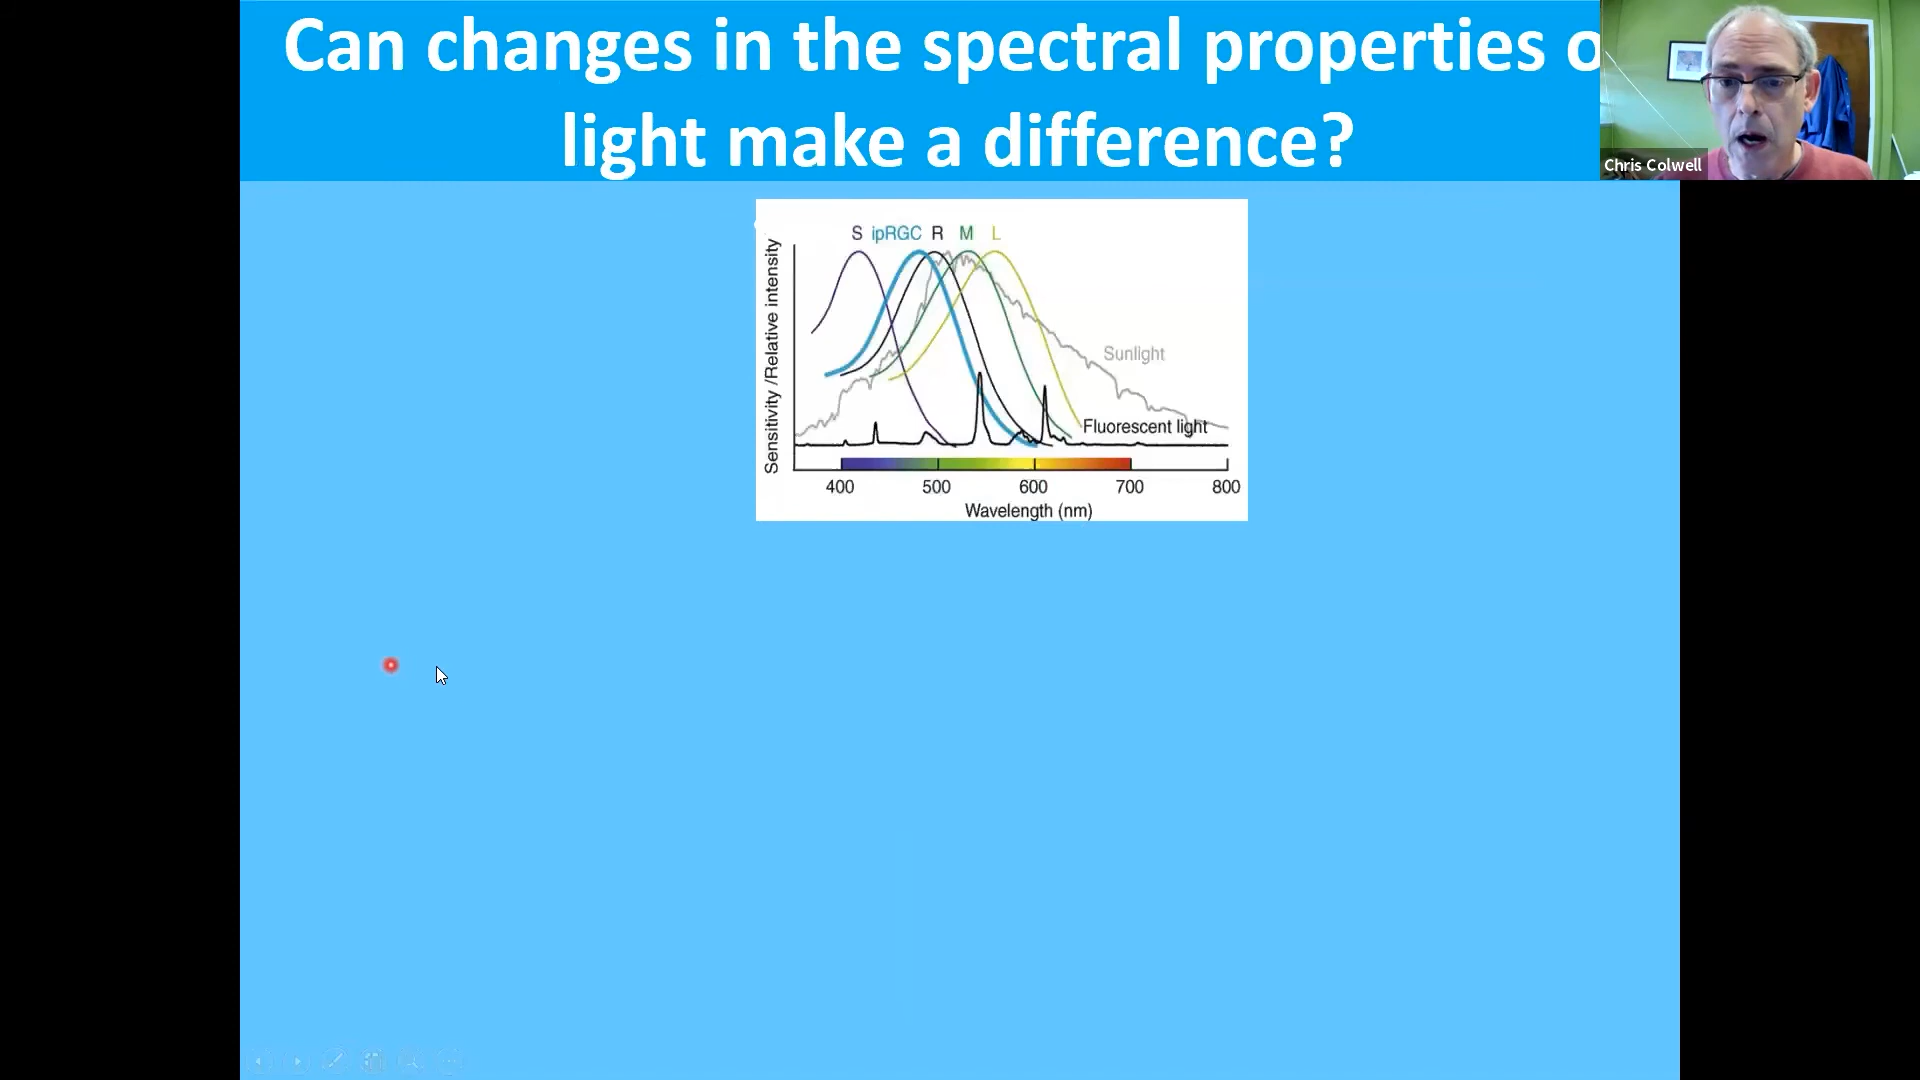 Can changes in the spectral properties o
light make a difference?
Chris Colwell
S ipRGC R M L
Sensitivity /Relative intensity
Sunlight
Fluorescent light
400 500 600 700 800
Wavelength (nm)